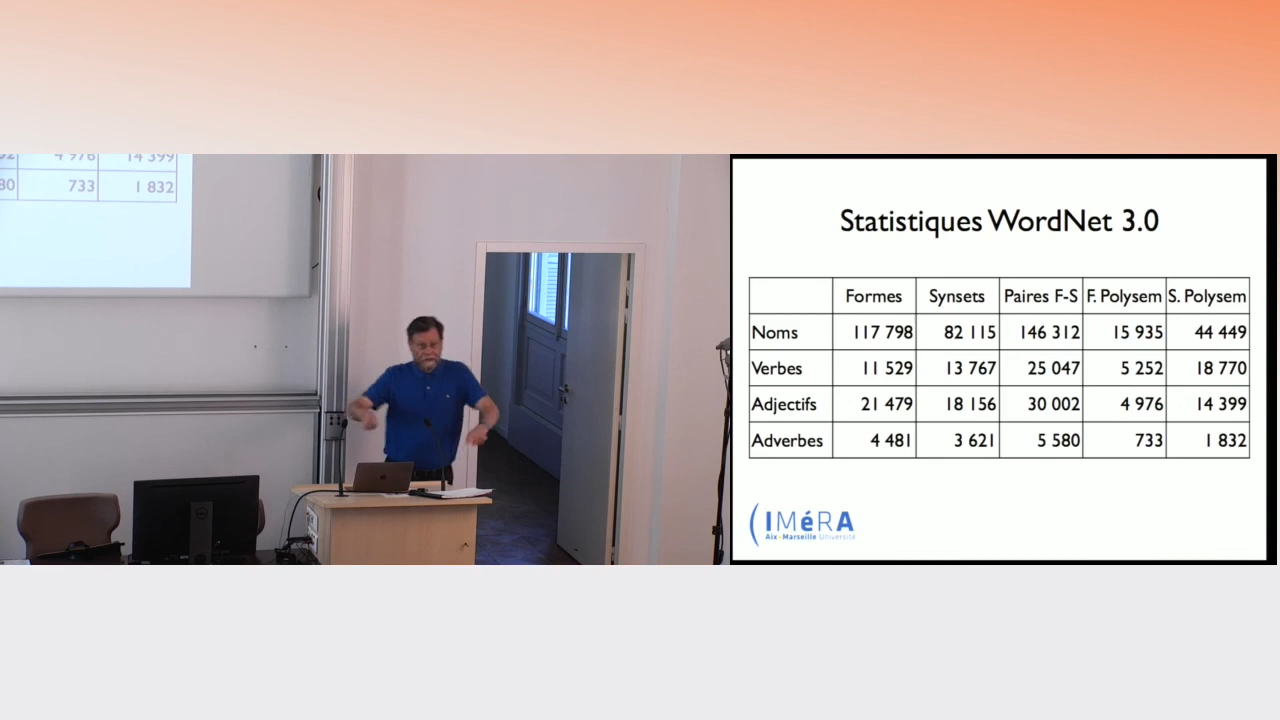 4 976 14 399
80 733 1 832
Statistiques WordNet 3.0
Formes Synsets Paires F-S F. Polysem S. Polysem
Noms 117 798 82 115 146 312 15 935 44 449
Verbes 11 529 13 767 25 047 5 252 18 770
Adjectifs 21 479 18 156 30 002 4 976 14 399
Adverbes 4 481 3 621 5 580 733 1 832
IMéRA
Aix-Marseille Université